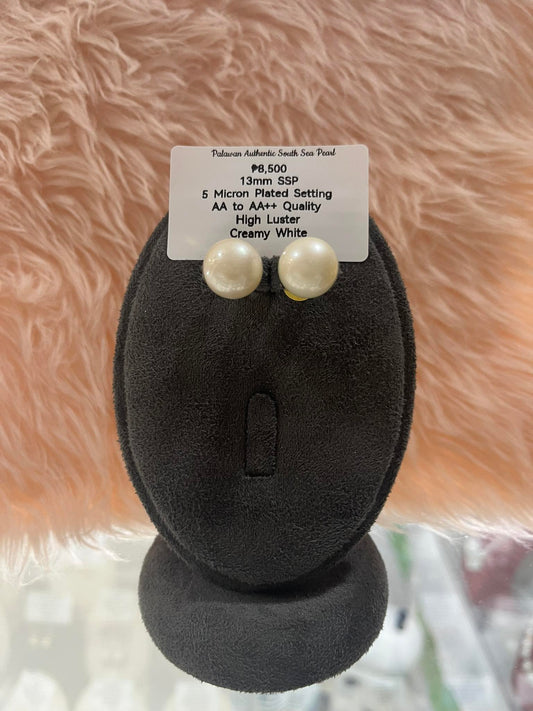 Palawan Authentic South Sea Pearl
₱8,500
13mm SSP
5 Micron Plated Setting
AA to AA++ Quality
High Luster
Creamy White